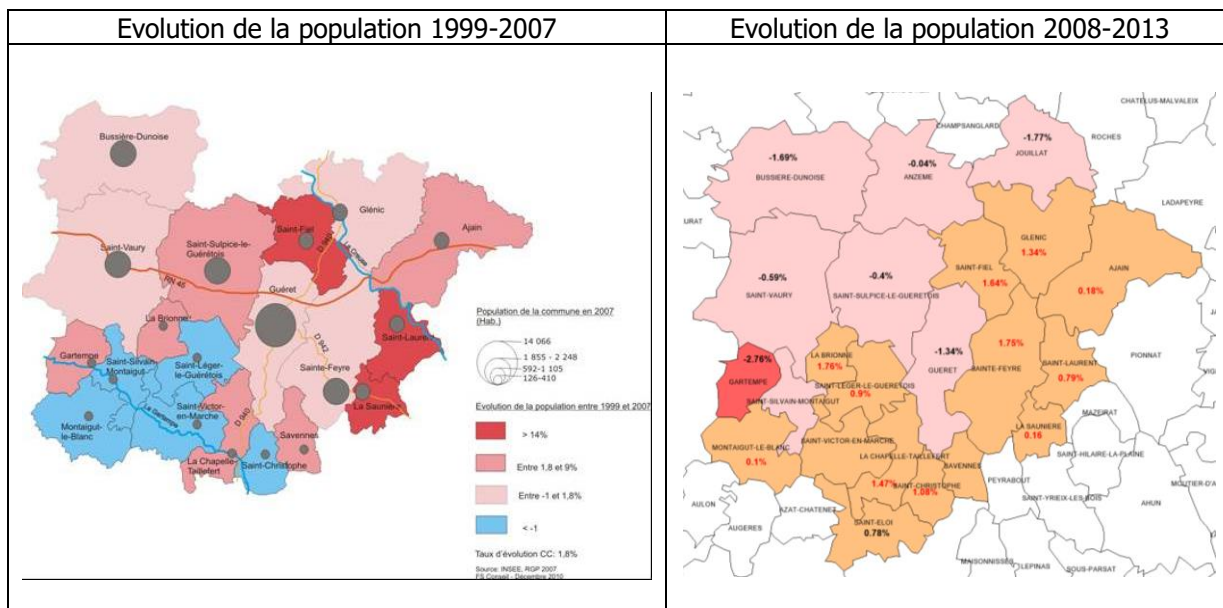 Evolution de la population 1999-2007
Bussière-Dunoise
Glénic
Ajain
Saint-Fiel
D 940
La Creuse
Saint-Vaury
Saint-Sulpice-le-
Guérétois
RN 45
Guéret
La Brionne
D 942
Saint-Laurent
Gartempe
Saint-Silvain
Montaigut
Saint-Léger-
le-Guérétois
Sainte-Feyre
La Saunière
La Gartempe
Saint-Victor-
en-Marche
D 940
Montaigut-
le-Blanc
Savennes
La Chapelle-
Taillefert
Saint-Christophe
Population de la commune en 2007
(Hab.)
14 066
1 855 - 2 248
592-1 105
126-410
Evolution de la population entre 1999 et 2007
> 14%
Entre 1,8 et 9%
Entre -1 et 1,8%
< -1
Taux d'évolution CC: 1,8%
Source: INSEE, RGP 2007
FS Conseil - Décembre 2010
Evolution de la population 2008-2013
CHATELUS-MALVALEIX
CHAMPSANGLARD
-1.77%
JOUILLAT
ROCHES
-1.69%
BUSSIERE-DUNOISE
-0.04%
ANZEME
LADAPEYRE
URAT
GLENIC
1.34%
AJAIN
0.18%
SAINT-FIEL
1.64%
-0.59%
SAINT-VAURY
-0.4%
SAINT-SULPICE-LE-GUERETOIS
1.75%
SAINTE-FEYRE
-1.34%
GUERET
LA BRIONNE
1.76%
-2.76%
GARTEMPE
SAINT-LAURENT
0.79%
PIONNAT
SAINT-LEGER-LE-GUERETOIS
0.9%
SAINT-SILVAIN-MONTAIGUT
MAZEIRAT
LA SAUNIERE
0.16
MONTAIGUT-LE-BLANC
0.1%
SAINT-VICTOR-EN-MARCHE
LA CHAPELLE-TAILLEFERT
SAVENNES
SAINT-HILAIRE-LA-PLAINE
1.47%
SAINT-CHRISTOPHE
1.08%
PEYRABOUT
MOUTIER-D'A
SAINT-YRIEIX-LES-BOIS
AHUN
AULON
AZAT-CHATENET
AUGERES
SAINT-ELOI
0.78%
MAISONNISSES
LEPINAS
SOUS-PARSAT